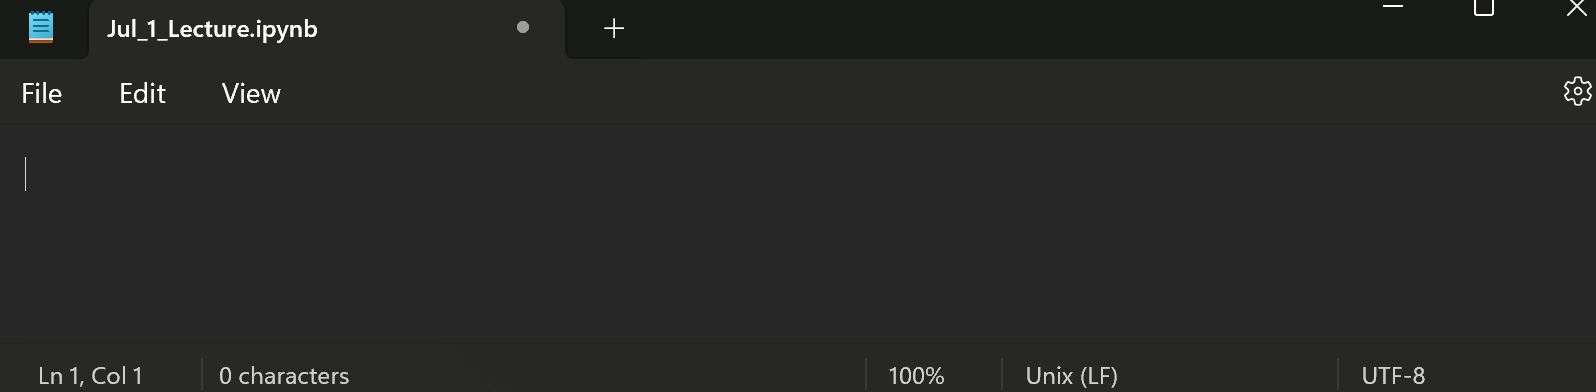 Jul_1_Lecture.ipynb
File Edit View
Ln 1, Col 1 0 characters 100% Unix (LF) UTF-8